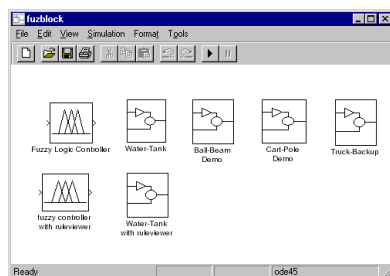 fuzblock
File Edit View Simulation Format Tools
Fuzzy Logic Controller
Water-Tank
Ball-Beam
Demo
Cart-Pole
Demo
Truck-Backup
fuzzy controller
with ruleviewer
Water-Tank
with ruleviewer
Ready
ode45